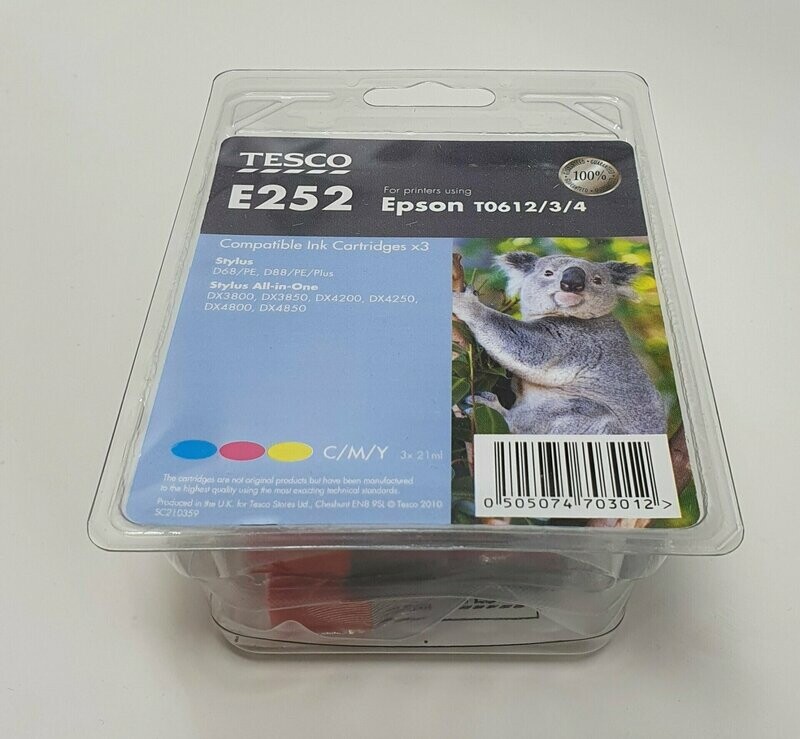 TESCO
E252
For printers using
Epson T0612/3/4
100%
Compatible Ink Cartridges x3
Stylus
D68/PE, D88/PE/Plus
Stylus All-in-One
DX3800, DX3850, DX4200, DX4250,
DX4800, DX4850
C/M/Y 3x 21ml
The cartridges are not original products but have been manufactured
to the highest quality using the most exacting technical standards.
Produced in the U.K. for Tesco Stores Ltd., Cheshunt EN8 9SL © Tesco 2010
SC210359
0 505074 703012 >